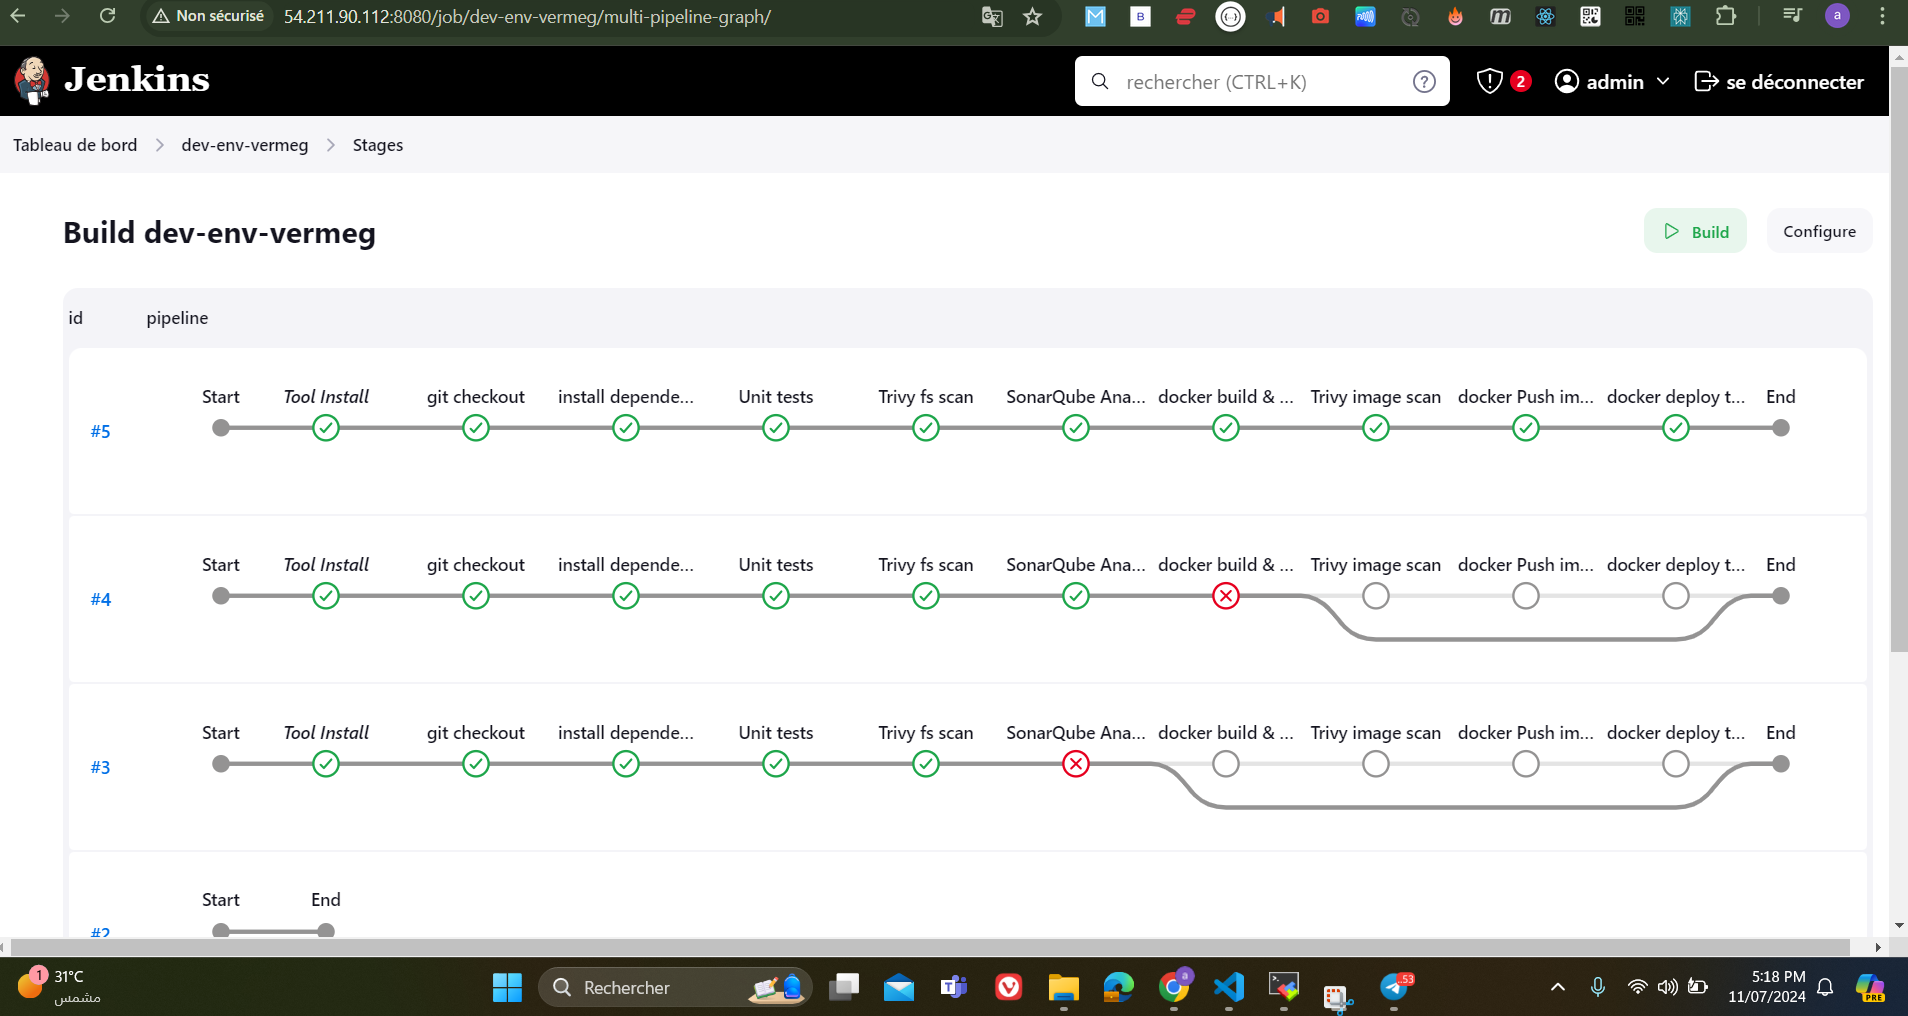 Non sécurisé 54.211.90.112:8080/job/dev-env-vermeg/multi-pipeline-graph/
Jenkins
rechercher (CTRL+K)
2
admin
se déconnecter
Tableau de bord
dev-env-vermeg
Stages
Build dev-env-vermeg
Build
Configure
id
pipeline
Start
Tool Install
git checkout
install depende...
Unit tests
Trivy fs scan
SonarQube Ana...
docker build & ...
Trivy image scan
docker Push im...
docker deploy t...
End
#5
Start
Tool Install
git checkout
install depende...
Unit tests
Trivy fs scan
SonarQube Ana...
docker build & ...
Trivy image scan
docker Push im...
docker deploy t...
End
#4
Start
Tool Install
git checkout
install depende...
Unit tests
Trivy fs scan
SonarQube Ana...
docker build & ...
Trivy image scan
docker Push im...
docker deploy t...
End
#3
Start
End
#2
1
31°C
مشمس
Rechercher
a
53
5:18 PM
11/07/2024
PRE